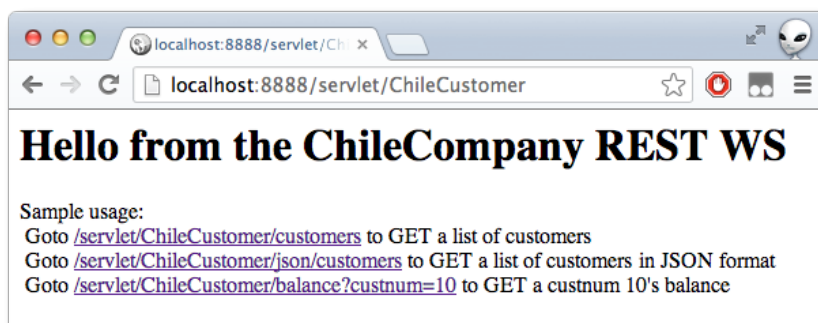 localhost:8888/servlet/Ch
localhost:8888/servlet/ChileCustomer
Hello from the ChileCompany REST WS
Sample usage:
Goto /servlet/ChileCustomer/customers to GET a list of customers
Goto /servlet/ChileCustomer/json/customers to GET a list of customers in JSON format
Goto /servlet/ChileCustomer/balance?custnum=10 to GET a custnum 10's balance